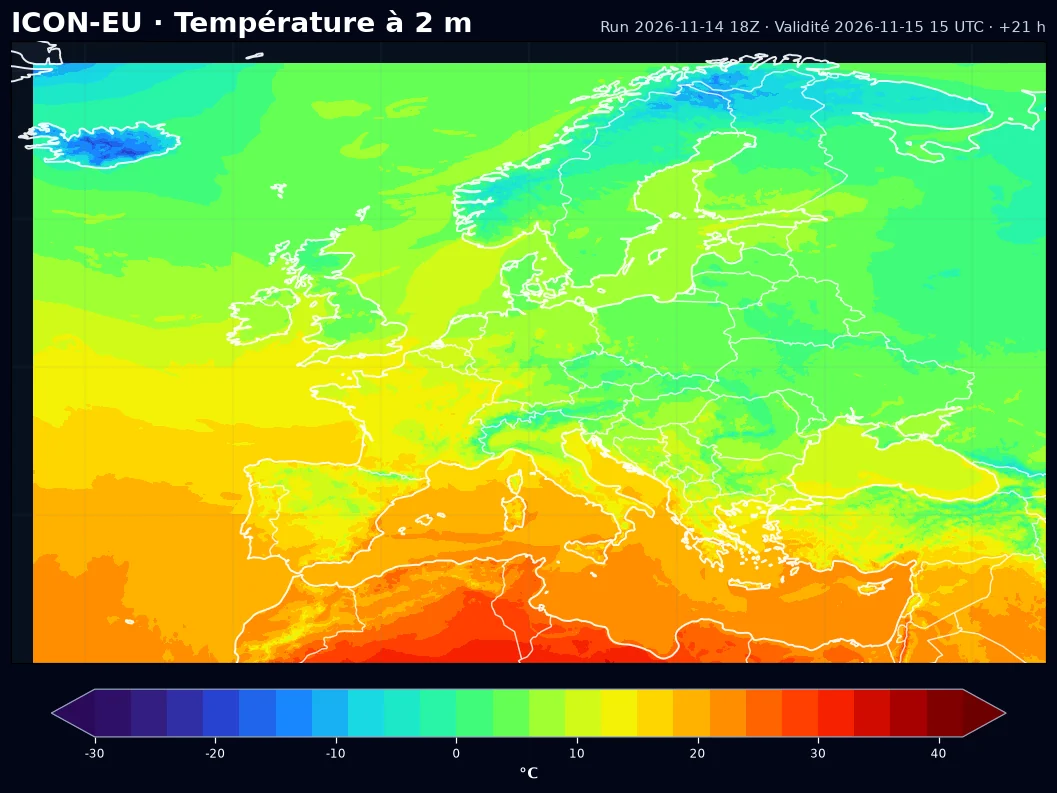 ICON-EU · Température à 2 m
Run 2026-11-14 18Z · Validité 2026-11-15 15 UTC · +21 h
-30 -20 -10 0 10 20 30 40
°C